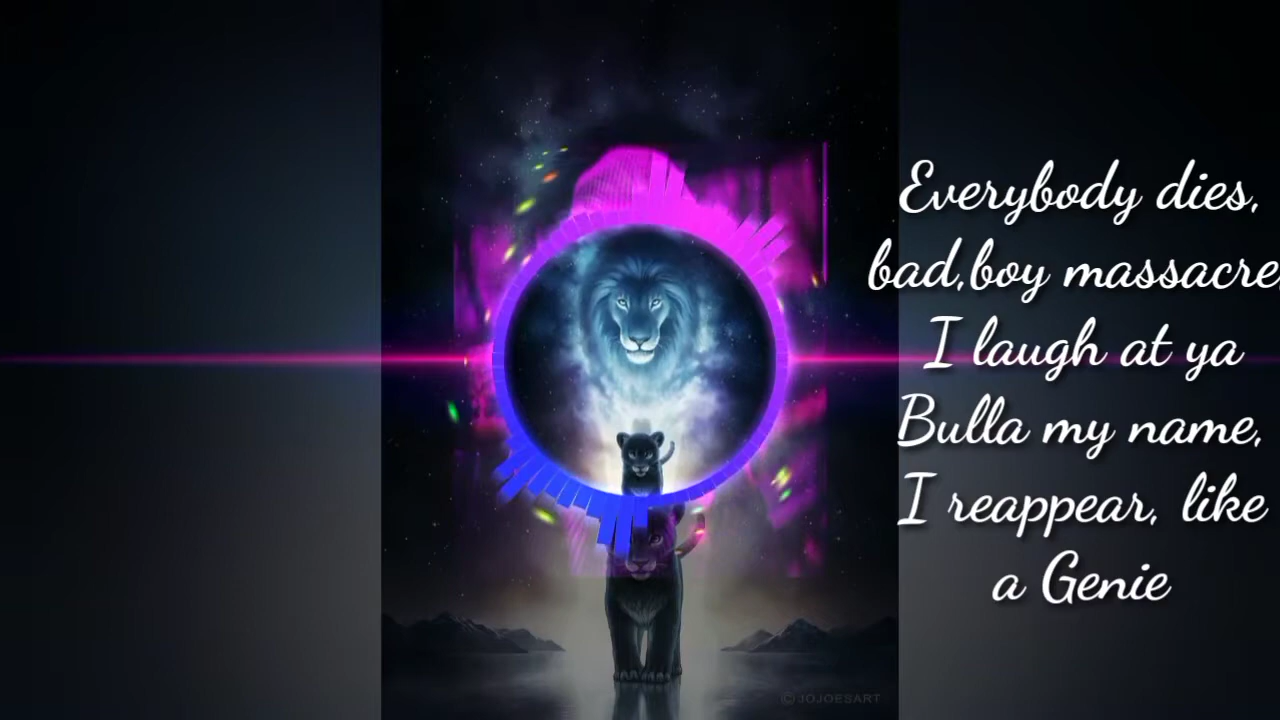 Everybody dies,
bad,boy massacre,
I laugh at ya
Bulla my name,
I reappear, like
a Genie
©JOJOESART